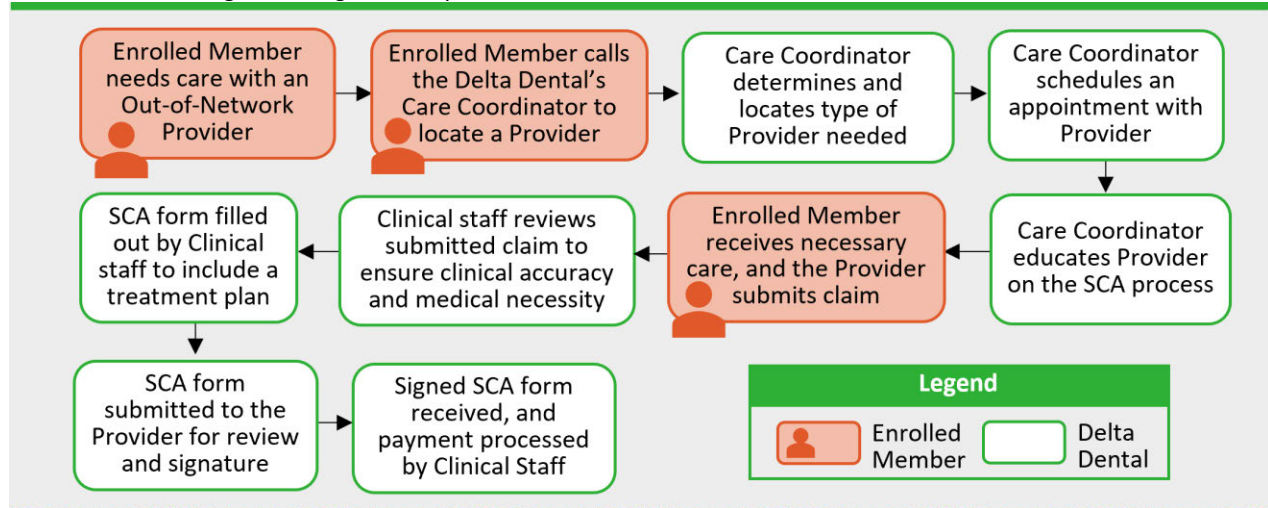 Enrolled Member
needs care with an
Out-of-Network
Provider
Enrolled Member calls
the Delta Dental’s
Care Coordinator to
locate a Provider
Care Coordinator
determines and
locates type of
Provider needed
Care Coordinator
schedules an
appointment with
Provider
Care Coordinator
educates Provider
on the SCA process
Enrolled Member
receives necessary
care, and the Provider
submits claim
Clinical staff reviews
submitted claim to
ensure clinical accuracy
and medical necessity
SCA form filled
out by Clinical
staff to include a
treatment plan
SCA form
submitted to the
Provider for review
and signature
Signed SCA form
received, and
payment processed
by Clinical Staff
Legend
Enrolled
Member
Delta
Dental